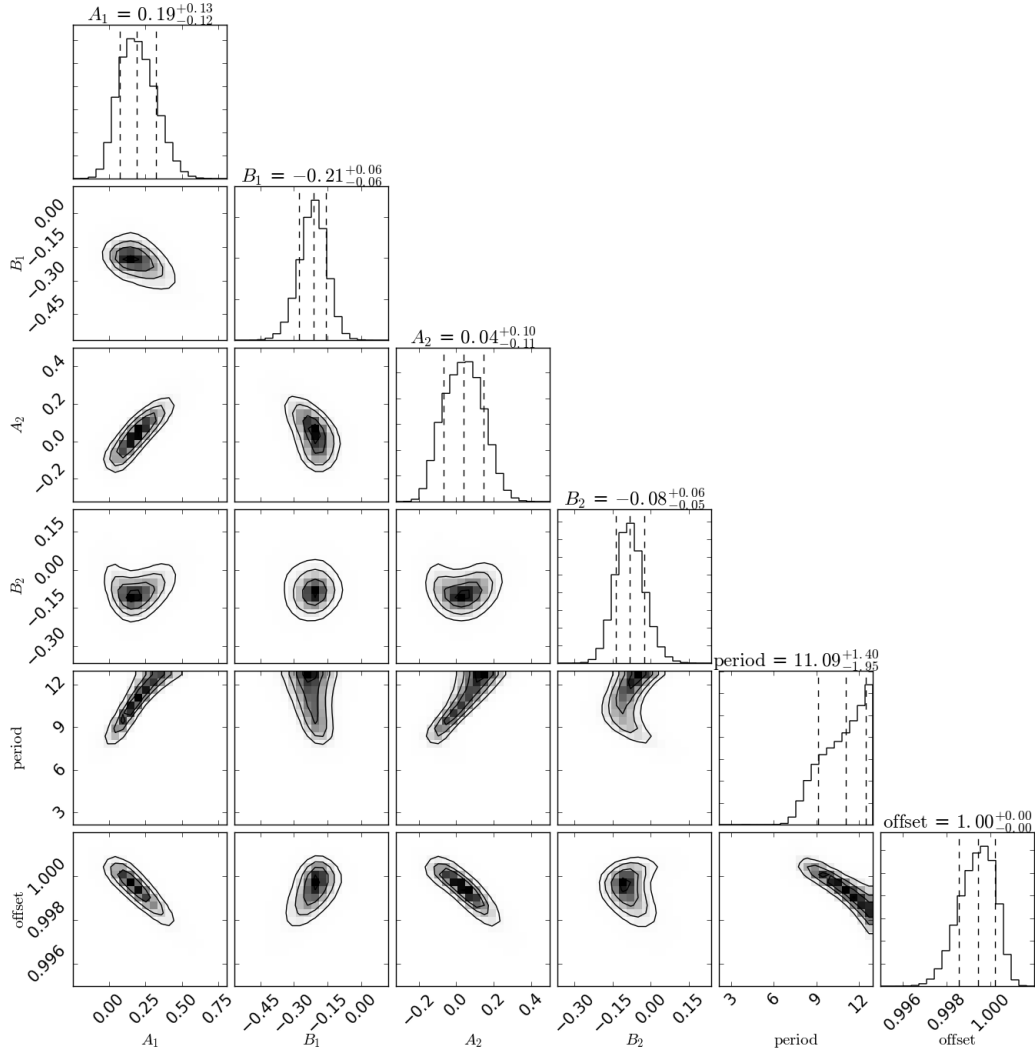 A₁ = 0.19⁺⁰·¹³₋₀.₁₂
B₁ = −0.21⁺⁰·⁰⁶₋₀.₀₆
0.00
−0.15
−0.30
−0.45
B₁
A₂ = 0.04⁺⁰·¹⁰₋₀.₁₁
0.4
0.2
0.0
−0.2
A₂
B₂ = −0.08⁺⁰·⁰⁶₋₀.₀₅
0.15
0.00
−0.15
−0.30
B₂
period = 11.09⁺¹·⁴⁰₋₁.₉₅
12
9
6
3
period
offset = 1.00⁺⁰·⁰⁰₋₀.₀₀
1.000
0.998
0.996
offset
0.00 0.25 0.50 0.75 −0.45 −0.30 −0.15 0.00 −0.2 0.0 0.2 0.4 −0.30 −0.15 0.00 0.15 3 6 9 12 0.996 0.998 1.000
A₁ B₁ A₂ B₂ period offset